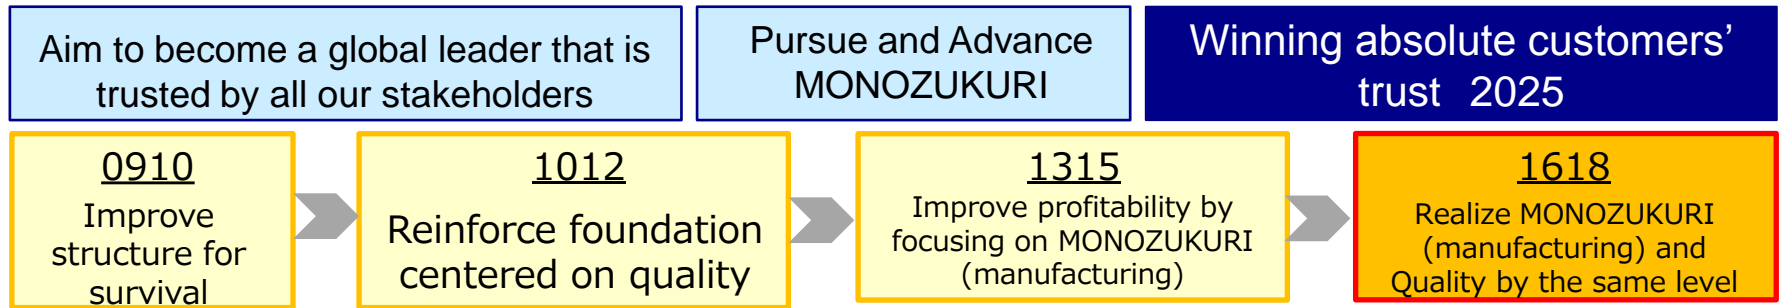 Aim to become a global leader that is
trusted by all our stakeholders
Pursue and Advance
MONOZUKURI
Winning absolute customers’
trust 2025
0910
Improve
structure for
survival
1012
Reinforce foundation
centered on quality
1315
Improve profitability by
focusing on MONOZUKURI
(manufacturing)
1618
Realize MONOZUKURI
(manufacturing) and
Quality by the same level